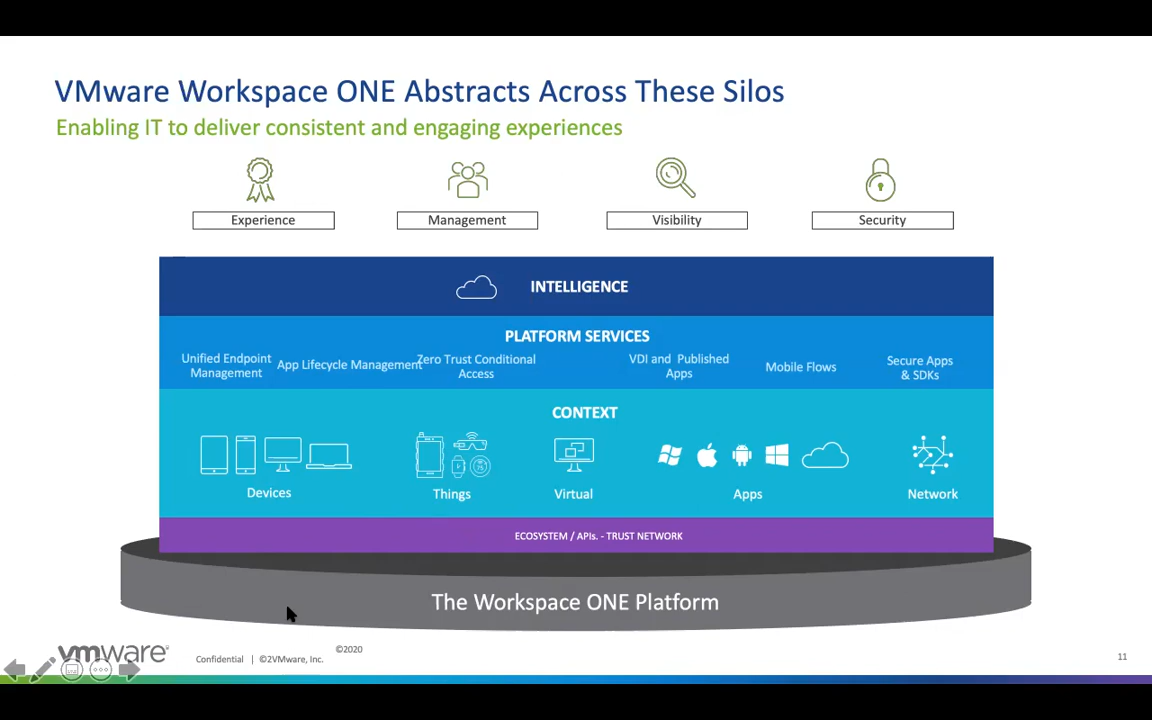 VMware Workspace ONE Abstracts Across These Silos
Enabling IT to deliver consistent and engaging experiences
Experience
Management
Visibility
Security
INTELLIGENCE
PLATFORM SERVICES
Unified Endpoint
Management
App Lifecycle Management
Zero Trust Conditional
Access
VDI and Published
Apps
Mobile Flows
Secure Apps
& SDKs
CONTEXT
75
Devices
Things
Virtual
Apps
Network
ECOSYSTEM / APIs. - TRUST NETWORK
The Workspace ONE Platform
vmware®
Confidential | ©2VMware, Inc.
©2020
11